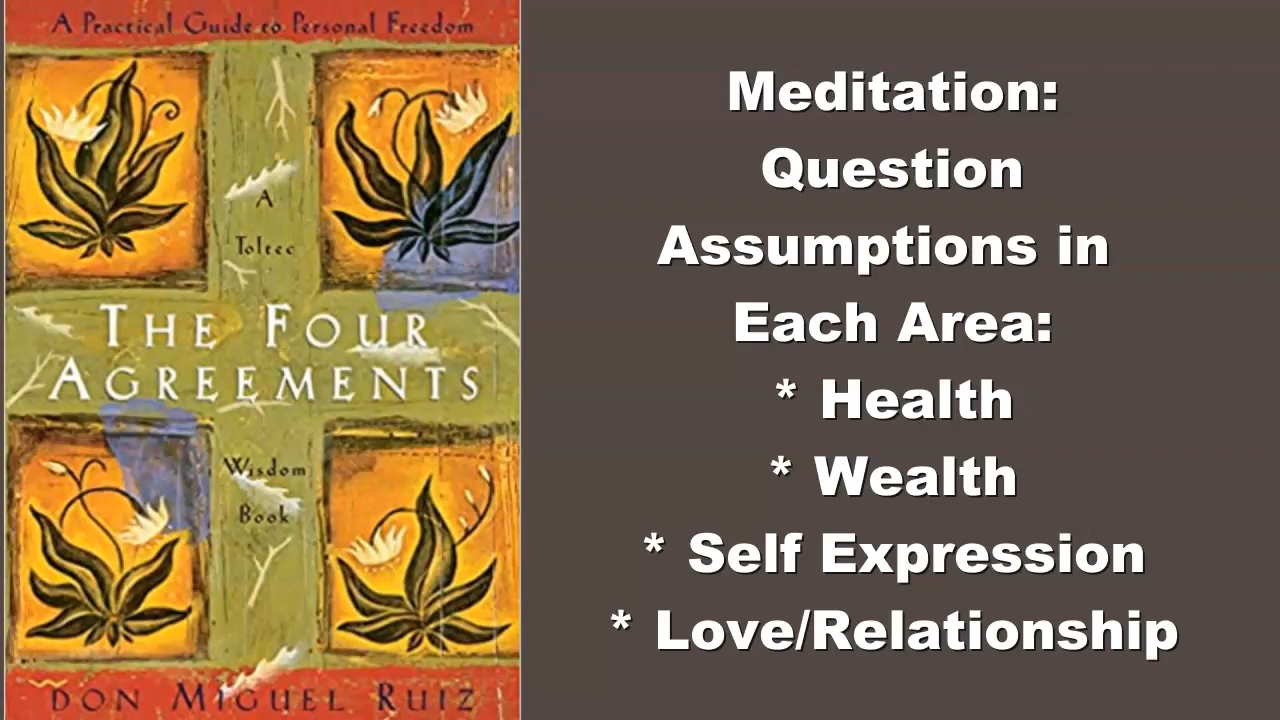 A Practical Guide to Personal Freedom
A
Toltec
THE FOUR
AGREEMENTS
Wisdom
Book
DON MIGUEL RUIZ
Meditation:
Question
Assumptions in
Each Area:
* Health
* Wealth
* Self Expression
* Love/Relationship